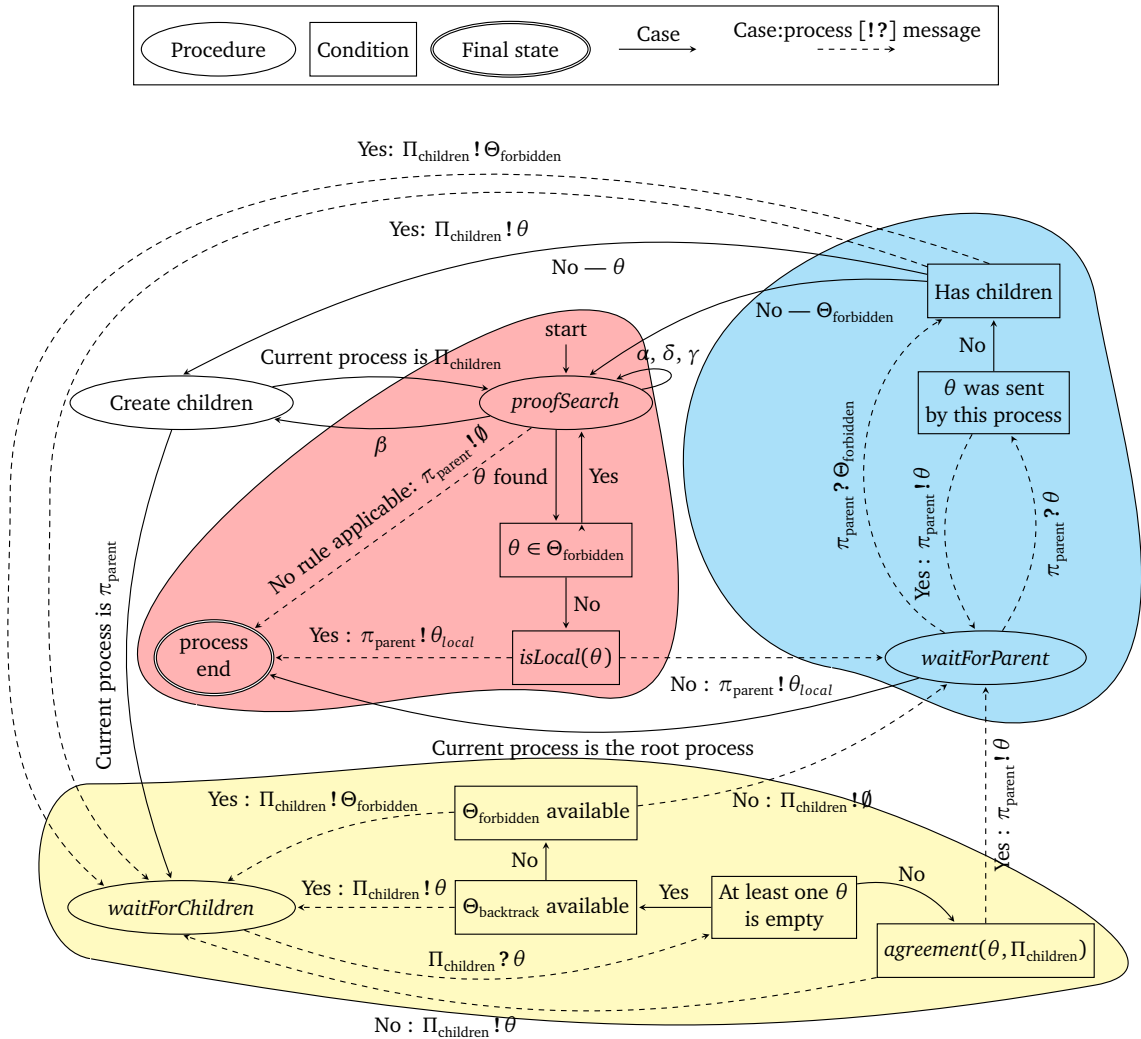 Procedure
Condition
Final state
Case
Case:process [!?] message
Yes: Π_children ! Θ_forbidden
Yes: Π_children ! θ
No — θ
Has children
No — Θ_forbidden
start
No
α, δ, γ
Current process is Π_children
Create children
proofSearch
θ was sent
by this process
β
θ found
Yes
No rule applicable: π_parent ! ∅
π_parent ? Θ_forbidden
Yes : π_parent ! θ
π_parent ? θ
θ ∈ Θ_forbidden
No
Current process is π_parent
process
end
Yes : π_parent ! θ_local
isLocal(θ)
waitForParent
No : π_parent ! θ_local
Current process is the root process
Yes : Π_children ! Θ_forbidden
Θ_forbidden available
No : Π_children ! ∅
Yes : π_parent ! θ
No
Yes : Π_children ! θ
Yes
No
waitForChildren
Θ_backtrack available
At least one θ
is empty
Π_children ? θ
agreement(θ, Π_children)
No : Π_children ! θ